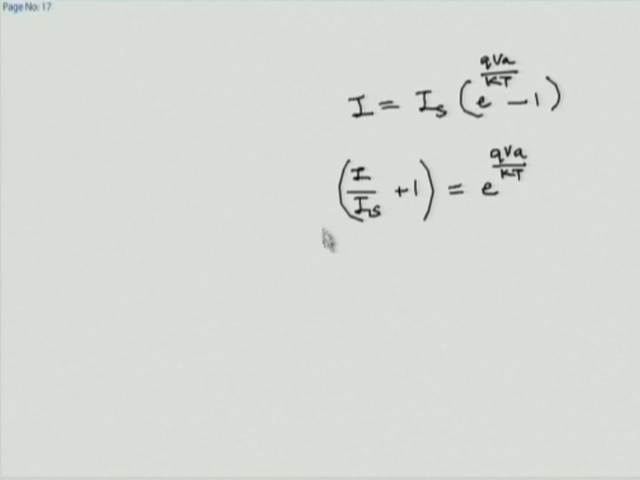 Page No: 17
I = Is (e^(qVa/KT) − 1)
(I/Is + 1) = e^(qVa/KT)